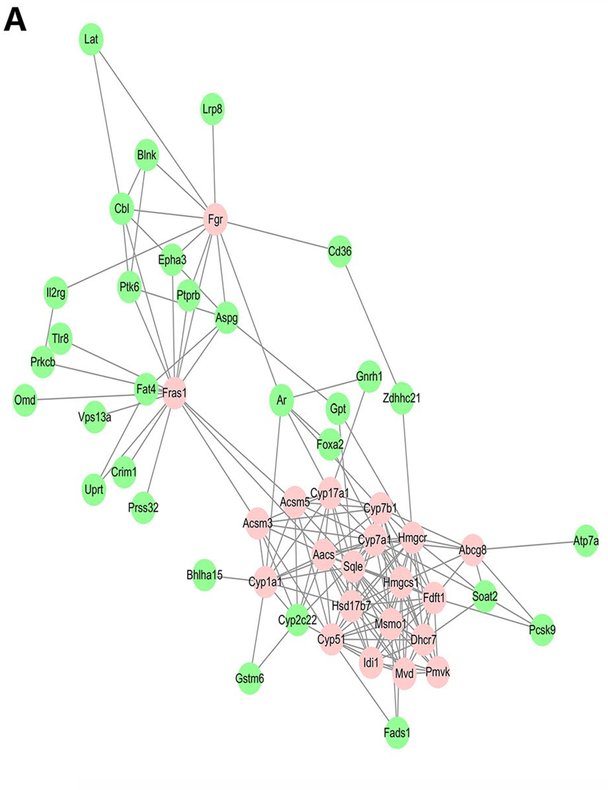 A
Lat
Lrp8
Blnk
Cbl
Fgr
Cd36
Epha3
Ptk6
Ptprb
Il2rg
Aspg
Tlr8
Prkcb
Gnrh1
Fat4
Fras1
Omd
Ar
Gpt
Zdhhc21
Vps13a
Foxa2
Crim1
Uprt
Prss32
Cyp17a1
Acsm5
Cyp7b1
Acsm3
Cyp7a1
Hmgcr
Abcg8
Atp7a
Aacs
Sqle
Bhlha15
Cyp1a1
Hmgcs1
Fdft1
Soat2
Hsd17b7
Cyp2c22
Msmo1
Pcsk9
Cyp51
Dhcr7
Idi1
Mvd
Pmvk
Gstm6
Fads1